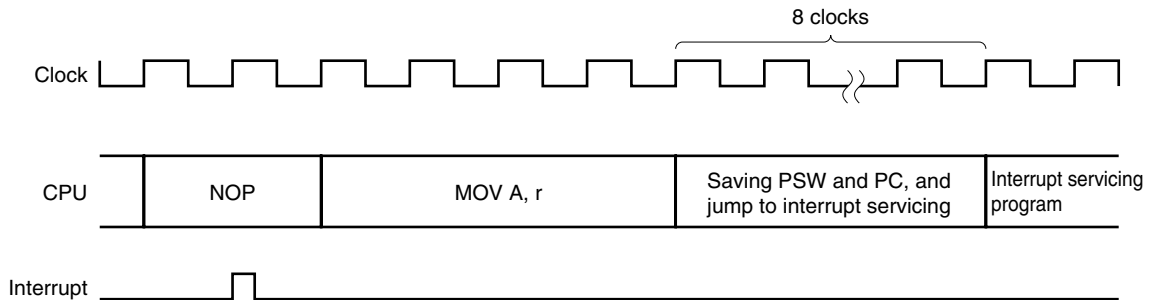 8 clocks
Clock
CPU
NOP
MOV A, r
Saving PSW and PC, and
jump to interrupt servicing
Interrupt servicing
program
Interrupt